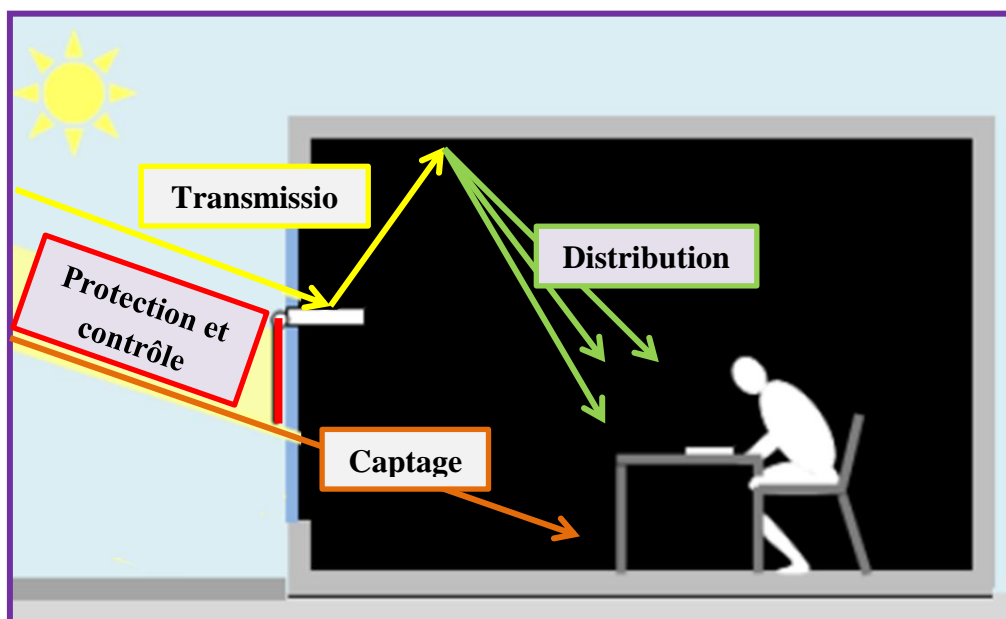 Transmissio
Distribution
Protection et
contrôle
Captage